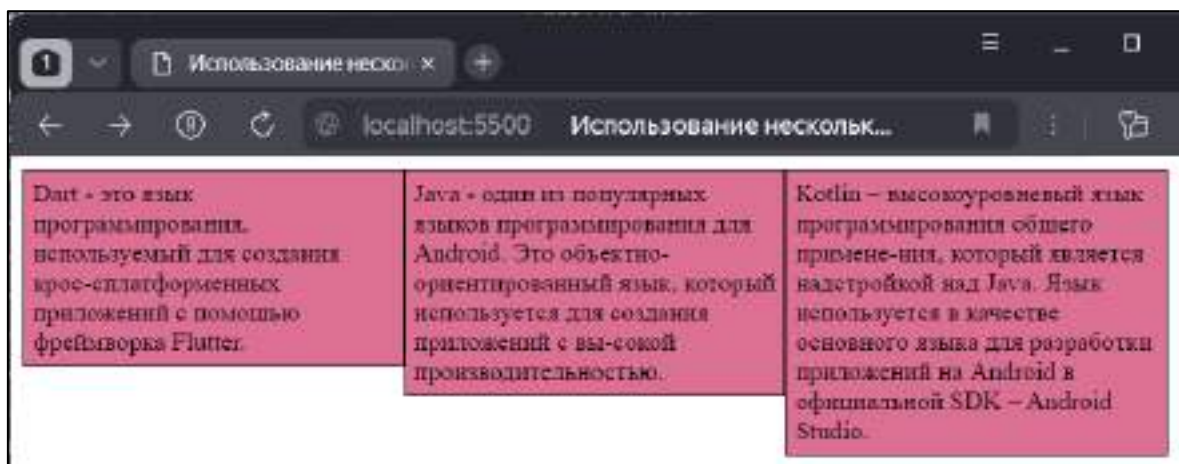 1
Использование неско
localhost:5500 Использование нескольк...
Dart - это язык
программирования,
используемый для создания
крос-сплатформенных
приложений с помощью
фреймворка Flutter.
Java - один из популярных
языков программирования для
Android. Это объектно-
ориентированный язык, который
используется для создания
приложений с вы-сокой
производительностью.
Kotlin – высокоуровневый язык
программирования общего
примене-ния, который является
надстройкой над Java. Язык
используется в качестве
основного языка для разработки
приложений на Android в
официальной SDK – Android
Studio.